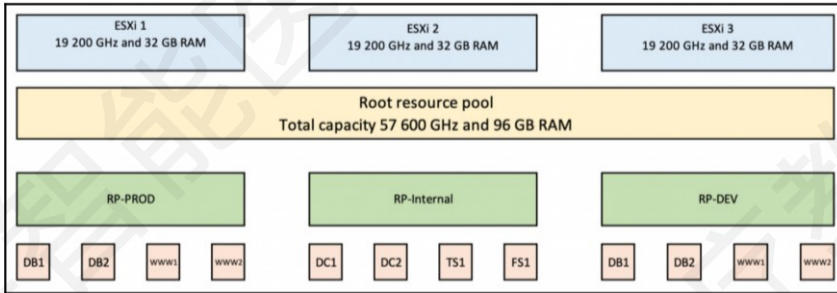 ESXi 1
19 200 GHz and 32 GB RAM
ESXi 2
19 200 GHz and 32 GB RAM
ESXi 3
19 200 GHz and 32 GB RAM
Root resource pool
Total capacity 57 600 GHz and 96 GB RAM
RP-PROD
RP-Internal
RP-DEV
DB1
DB2
WWW1
WWW2
DC1
DC2
TS1
FS1
DB1
DB2
WWW1
WWW2